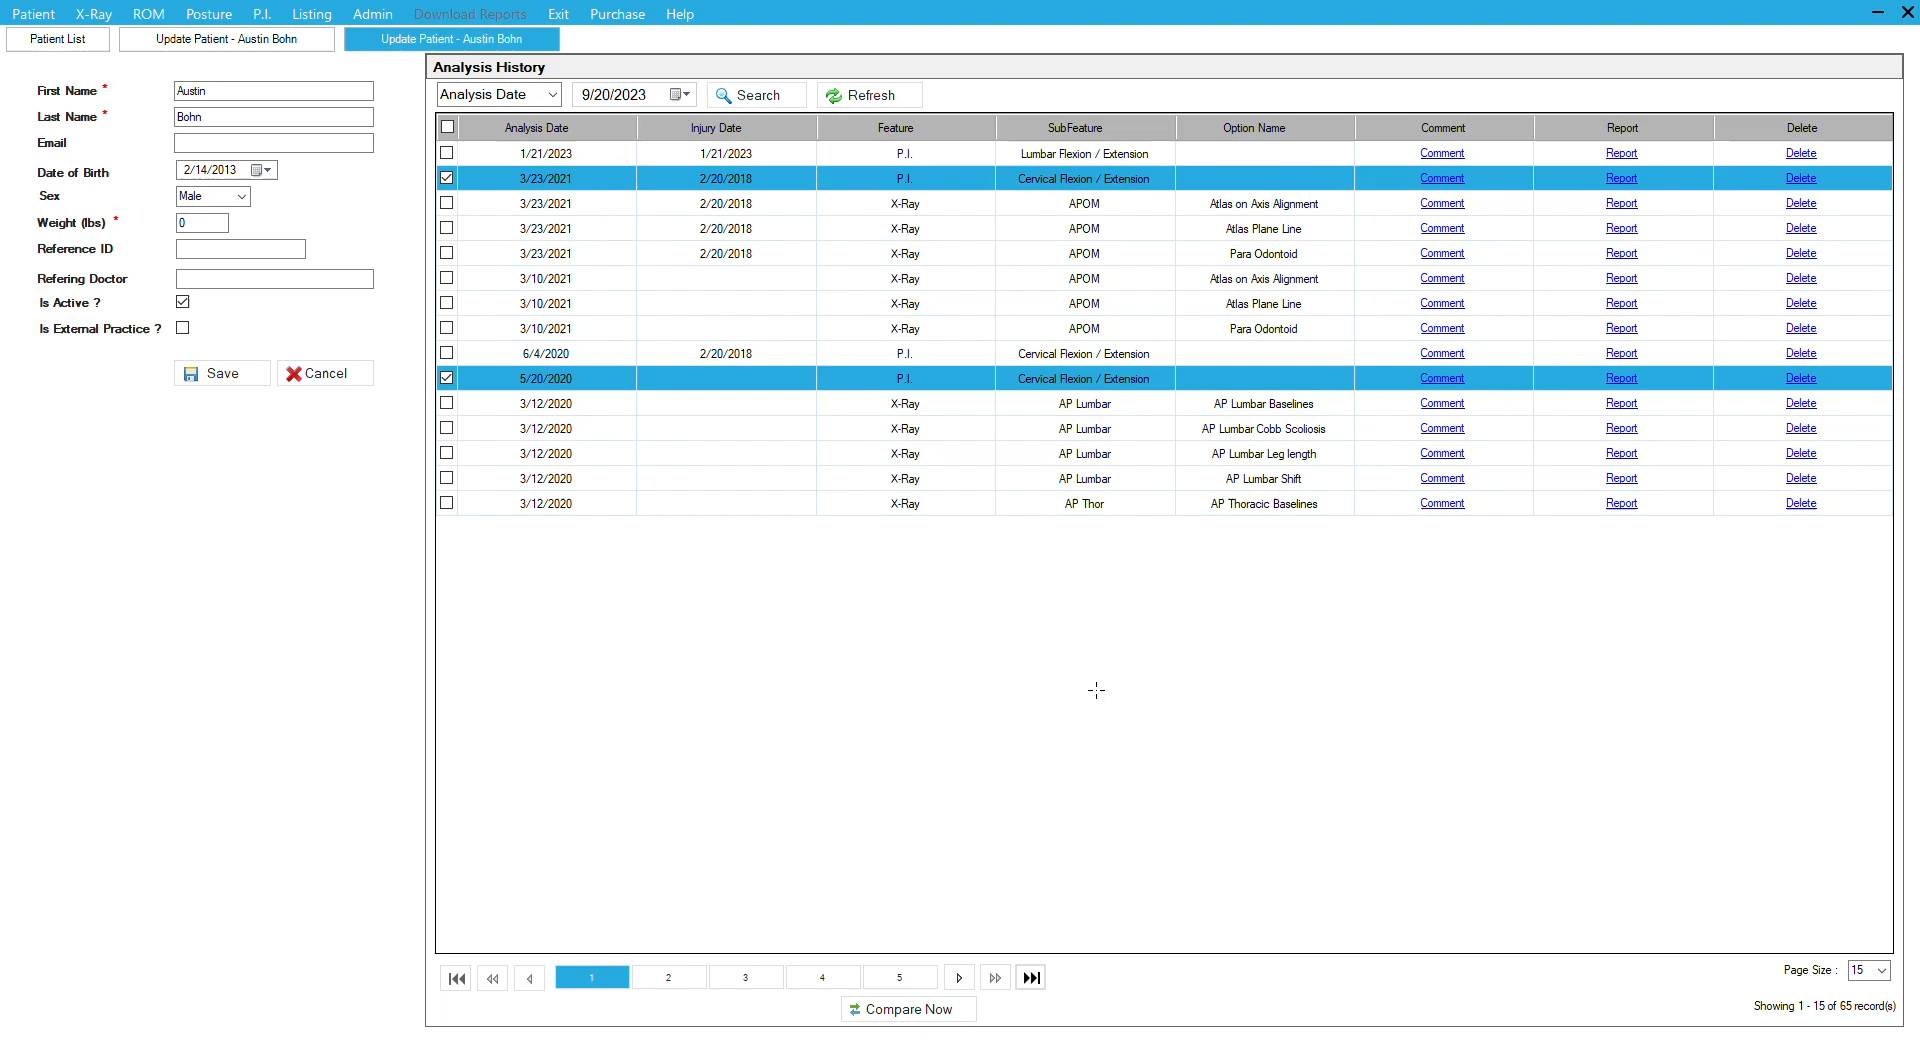 Patient X-Ray ROM Posture P.I. Listing Admin Download Reports Exit Purchase Help
Patient List Update Patient - Austin Bohn Update Patient - Austin Bohn
First Name * Austin
Last Name * Bohn
Email
Date of Birth 2/14/2013
Sex Male
Weight (lbs) * 0
Reference ID
Refering Doctor
Is Active ?
Is External Practice ?
Save Cancel
Analysis History
Analysis Date 9/20/2023 Search Refresh
Analysis Date Injury Date Feature SubFeature Option Name Comment Report Delete
1/21/2023 1/21/2023 P.I. Lumbar Flexion / Extension Comment Report Delete
3/23/2021 2/20/2018 P.I. Cervical Flexion / Extension Comment Report Delete
3/23/2021 2/20/2018 X-Ray APOM Atlas on Axis Alignment Comment Report Delete
3/23/2021 2/20/2018 X-Ray APOM Atlas Plane Line Comment Report Delete
3/23/2021 2/20/2018 X-Ray APOM Para Odontoid Comment Report Delete
3/10/2021 X-Ray APOM Atlas on Axis Alignment Comment Report Delete
3/10/2021 X-Ray APOM Atlas Plane Line Comment Report Delete
3/10/2021 X-Ray APOM Para Odontoid Comment Report Delete
6/4/2020 2/20/2018 P.I. Cervical Flexion / Extension Comment Report Delete
5/20/2020 P.I. Cervical Flexion / Extension Comment Report Delete
3/12/2020 X-Ray AP Lumbar AP Lumbar Baselines Comment Report Delete
3/12/2020 X-Ray AP Lumbar AP Lumbar Cobb Scoliosis Comment Report Delete
3/12/2020 X-Ray AP Lumbar AP Lumbar Leg length Comment Report Delete
3/12/2020 X-Ray AP Lumbar AP Lumbar Shift Comment Report Delete
3/12/2020 X-Ray AP Thor AP Thoracic Baselines Comment Report Delete
1 2 3 4 5 Page Size : 15
Compare Now Showing 1 - 15 of 65 record(s)